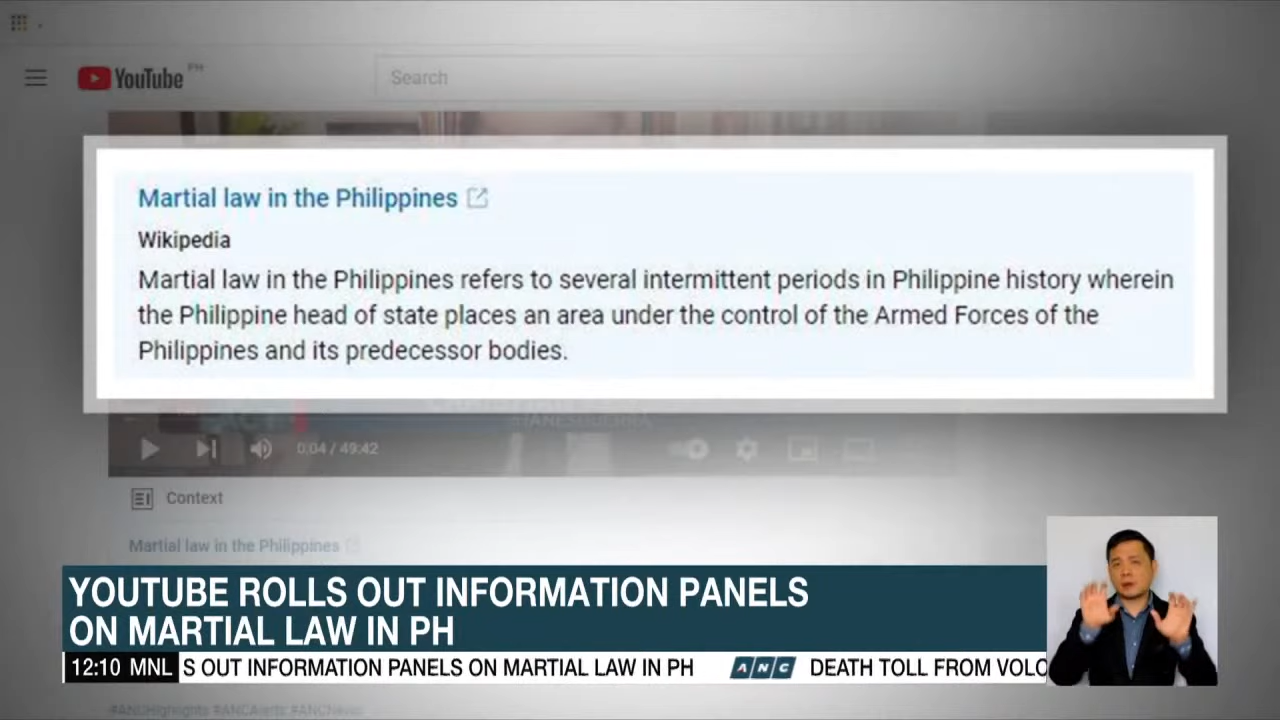 YouTube PH
Search
Martial law in the Philippines
Wikipedia
Martial law in the Philippines refers to several intermittent periods in Philippine history wherein
the Philippine head of state places an area under the control of the Armed Forces of the
Philippines and its predecessor bodies.
0:04 / 49:42
Context
Martial law in the Philippines
YOUTUBE ROLLS OUT INFORMATION PANELS
ON MARTIAL LAW IN PH
12:10 MNL S OUT INFORMATION PANELS ON MARTIAL LAW IN PH ANC DEATH TOLL FROM VOLC
#ANCHighlights #ANCAlerts #ANCNews